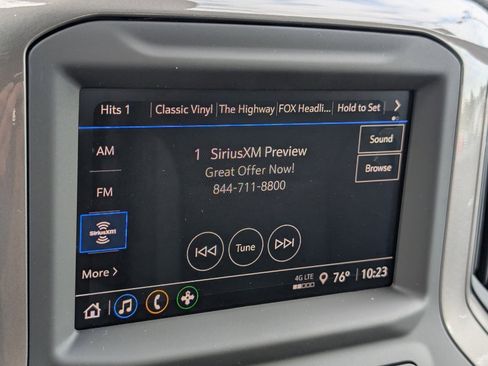 Hits 1 Classic Vinyl The Highway FOX Headli... Hold to Set
AM
1 SiriusXM Preview
Sound
Great Offer Now!
Browse
FM
844-711-8800
SiriusXM
Tune
More
4G LTE 76° 10:23